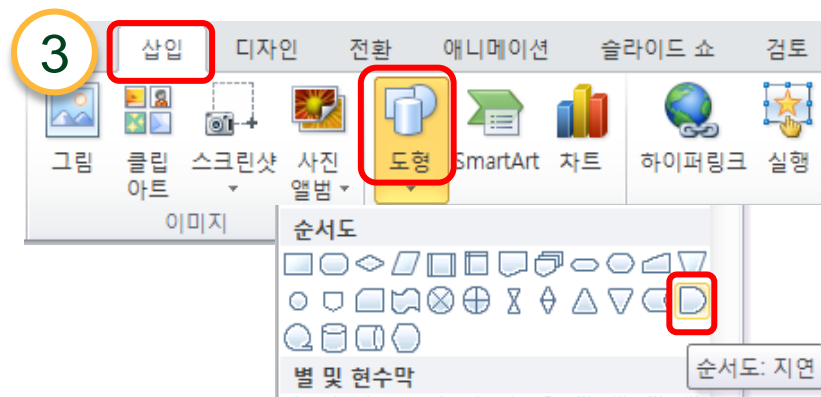 3
삽입 디자인 전환 애니메이션 슬라이드 쇼 검토
그림 클립 스크린샷 사진 도형 SmartArt 차트 하이퍼링크 실행
아트 앨범
이미지
순서도
별 및 현수막
순서도: 지연